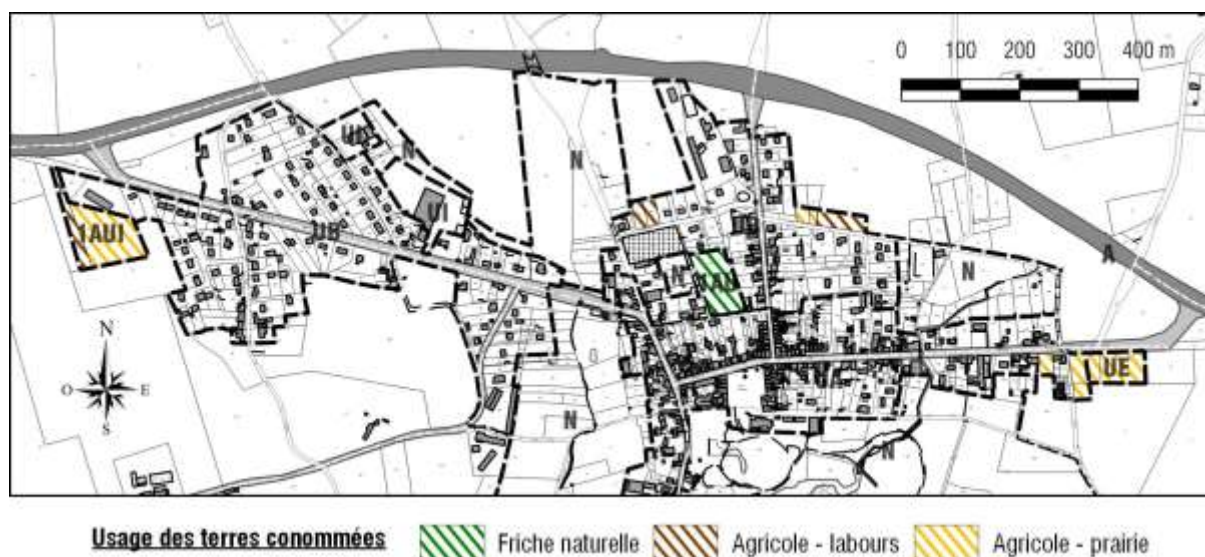 0 100 200 300 400 m
UI
N
N
UI
1AUI
UB
N
1AU
N
A
N
O E
S
UE
N
N
Usage des terres conommées
Friche naturelle
Agricole - labours
Agricole - prairie